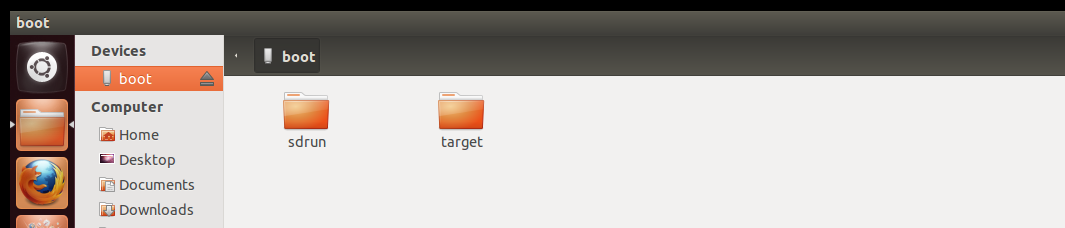 boot
Devices
boot
Computer
Home
Desktop
Documents
Downloads
boot
sdrun
target